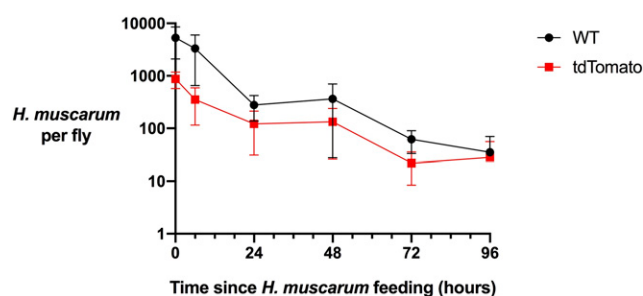 10000
1000
100
10
1
H. muscarum
per fly
0
24
48
72
96
Time since H. muscarum feeding (hours)
WT
tdTomato